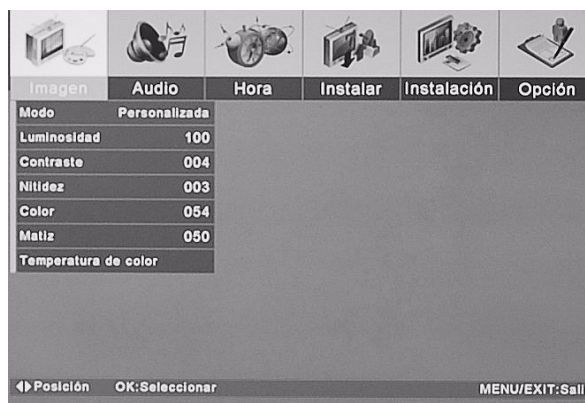 Imagen Audio Hora Instalar Instalación Opción
Modo Personalizada
Luminosidad 100
Contraste 004
Nitidez 003
Color 054
Matiz 050
Temperatura de color
Posición OK:Seleccionar MENU/EXIT:Sali